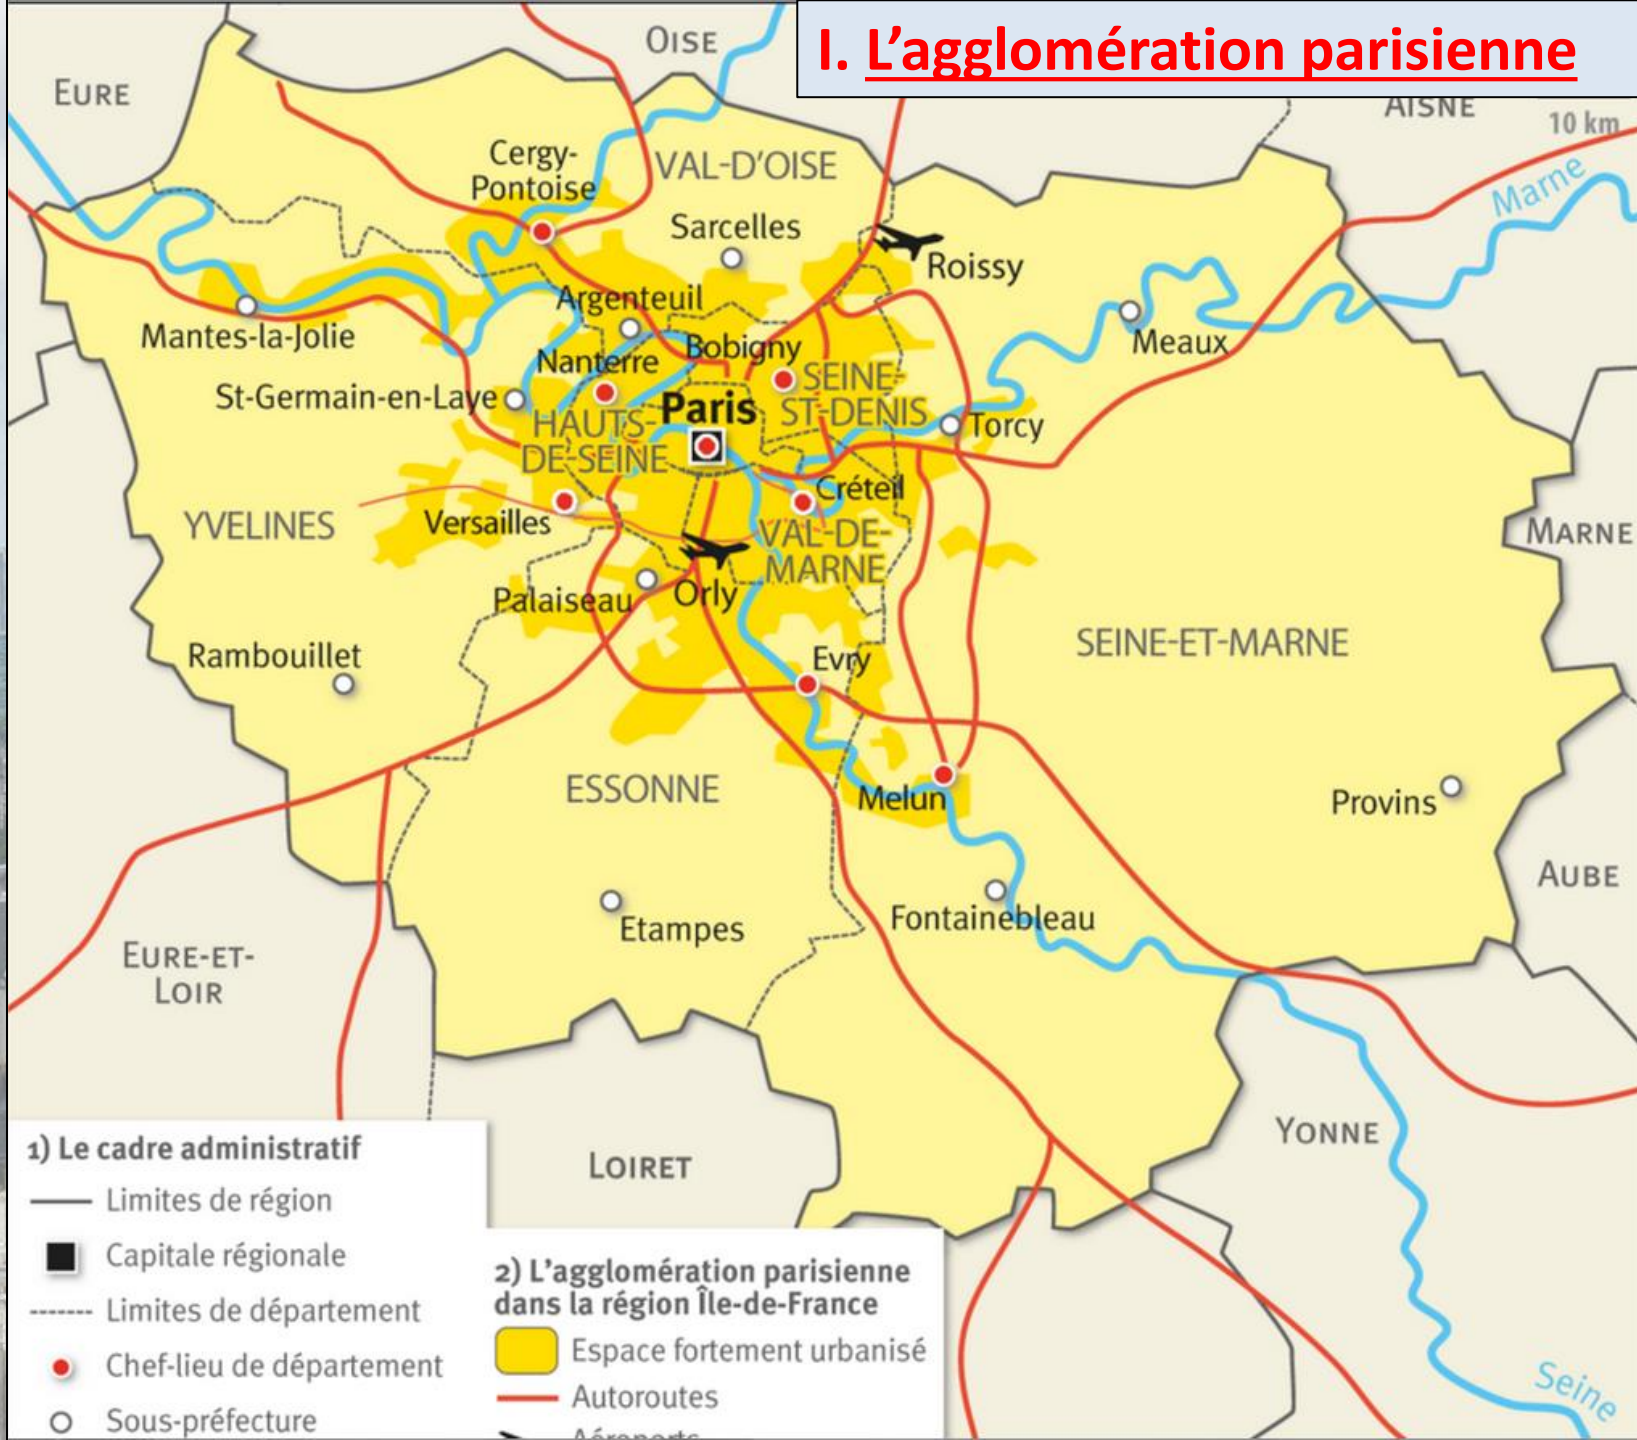 I. L'agglomération parisienne
OISE
EURE
AISNE
10 km
Marne
Cergy-
Pontoise
VAL-D'OISE
Sarcelles
Roissy
Argenteuil
Mantes-la-Jolie
Meaux
Nanterre
Bobigny
St-Germain-en-Laye
SEINE-
ST-DENIS
Paris
HAUTS-
DE-SEINE
Torcy
Créteil
YVELINES
Versailles
VAL-DE-
MARNE
MARNE
Palaiseau
Orly
Rambouillet
Evry
SEINE-ET-MARNE
ESSONNE
Melun
Provins
AUBE
Etampes
Fontainebleau
EURE-ET-
LOIR
YONNE
LOIRET
Seine
1) Le cadre administratif
Limites de région
Capitale régionale
Limites de département
Chef-lieu de département
Sous-préfecture
2) L'agglomération parisienne
dans la région Île-de-France
Espace fortement urbanisé
Autoroutes
Aéroports